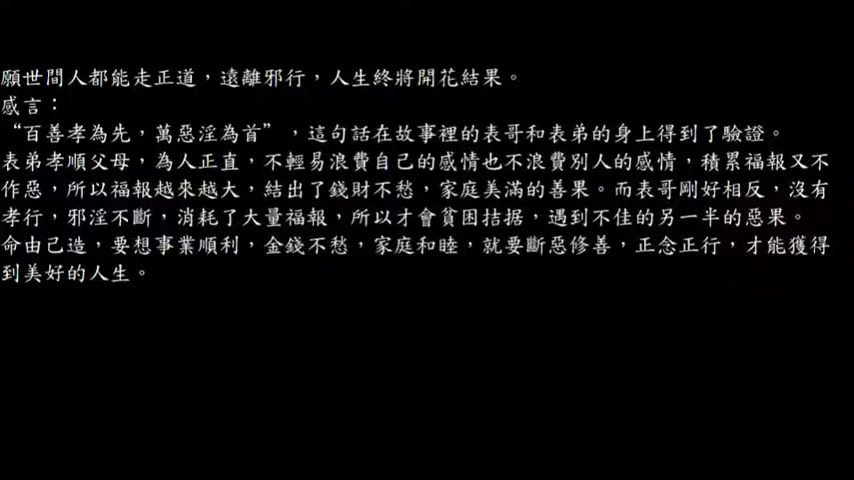 願世間人都能走正道，遠離邪行，人生終將開花結果。
感言：
“百善孝為先，萬惡淫為首”，這句話在故事裡的表哥和表弟的身上得到了驗證。
表弟孝順父母，為人正直，不輕易浪費自己的感情也不浪費別人的感情，積累福報又不
作惡，所以福報越來越大，結出了錢財不愁，家庭美滿的善果。而表哥剛好相反，沒有
孝行，邪淫不斷，消耗了大量福報，所以才會貧困拮据，遇到不佳的另一半的惡果。
命由己造，要想事業順利，金錢不愁，家庭和睦，就要斷惡修善，正念正行，才能獲得
到美好的人生。